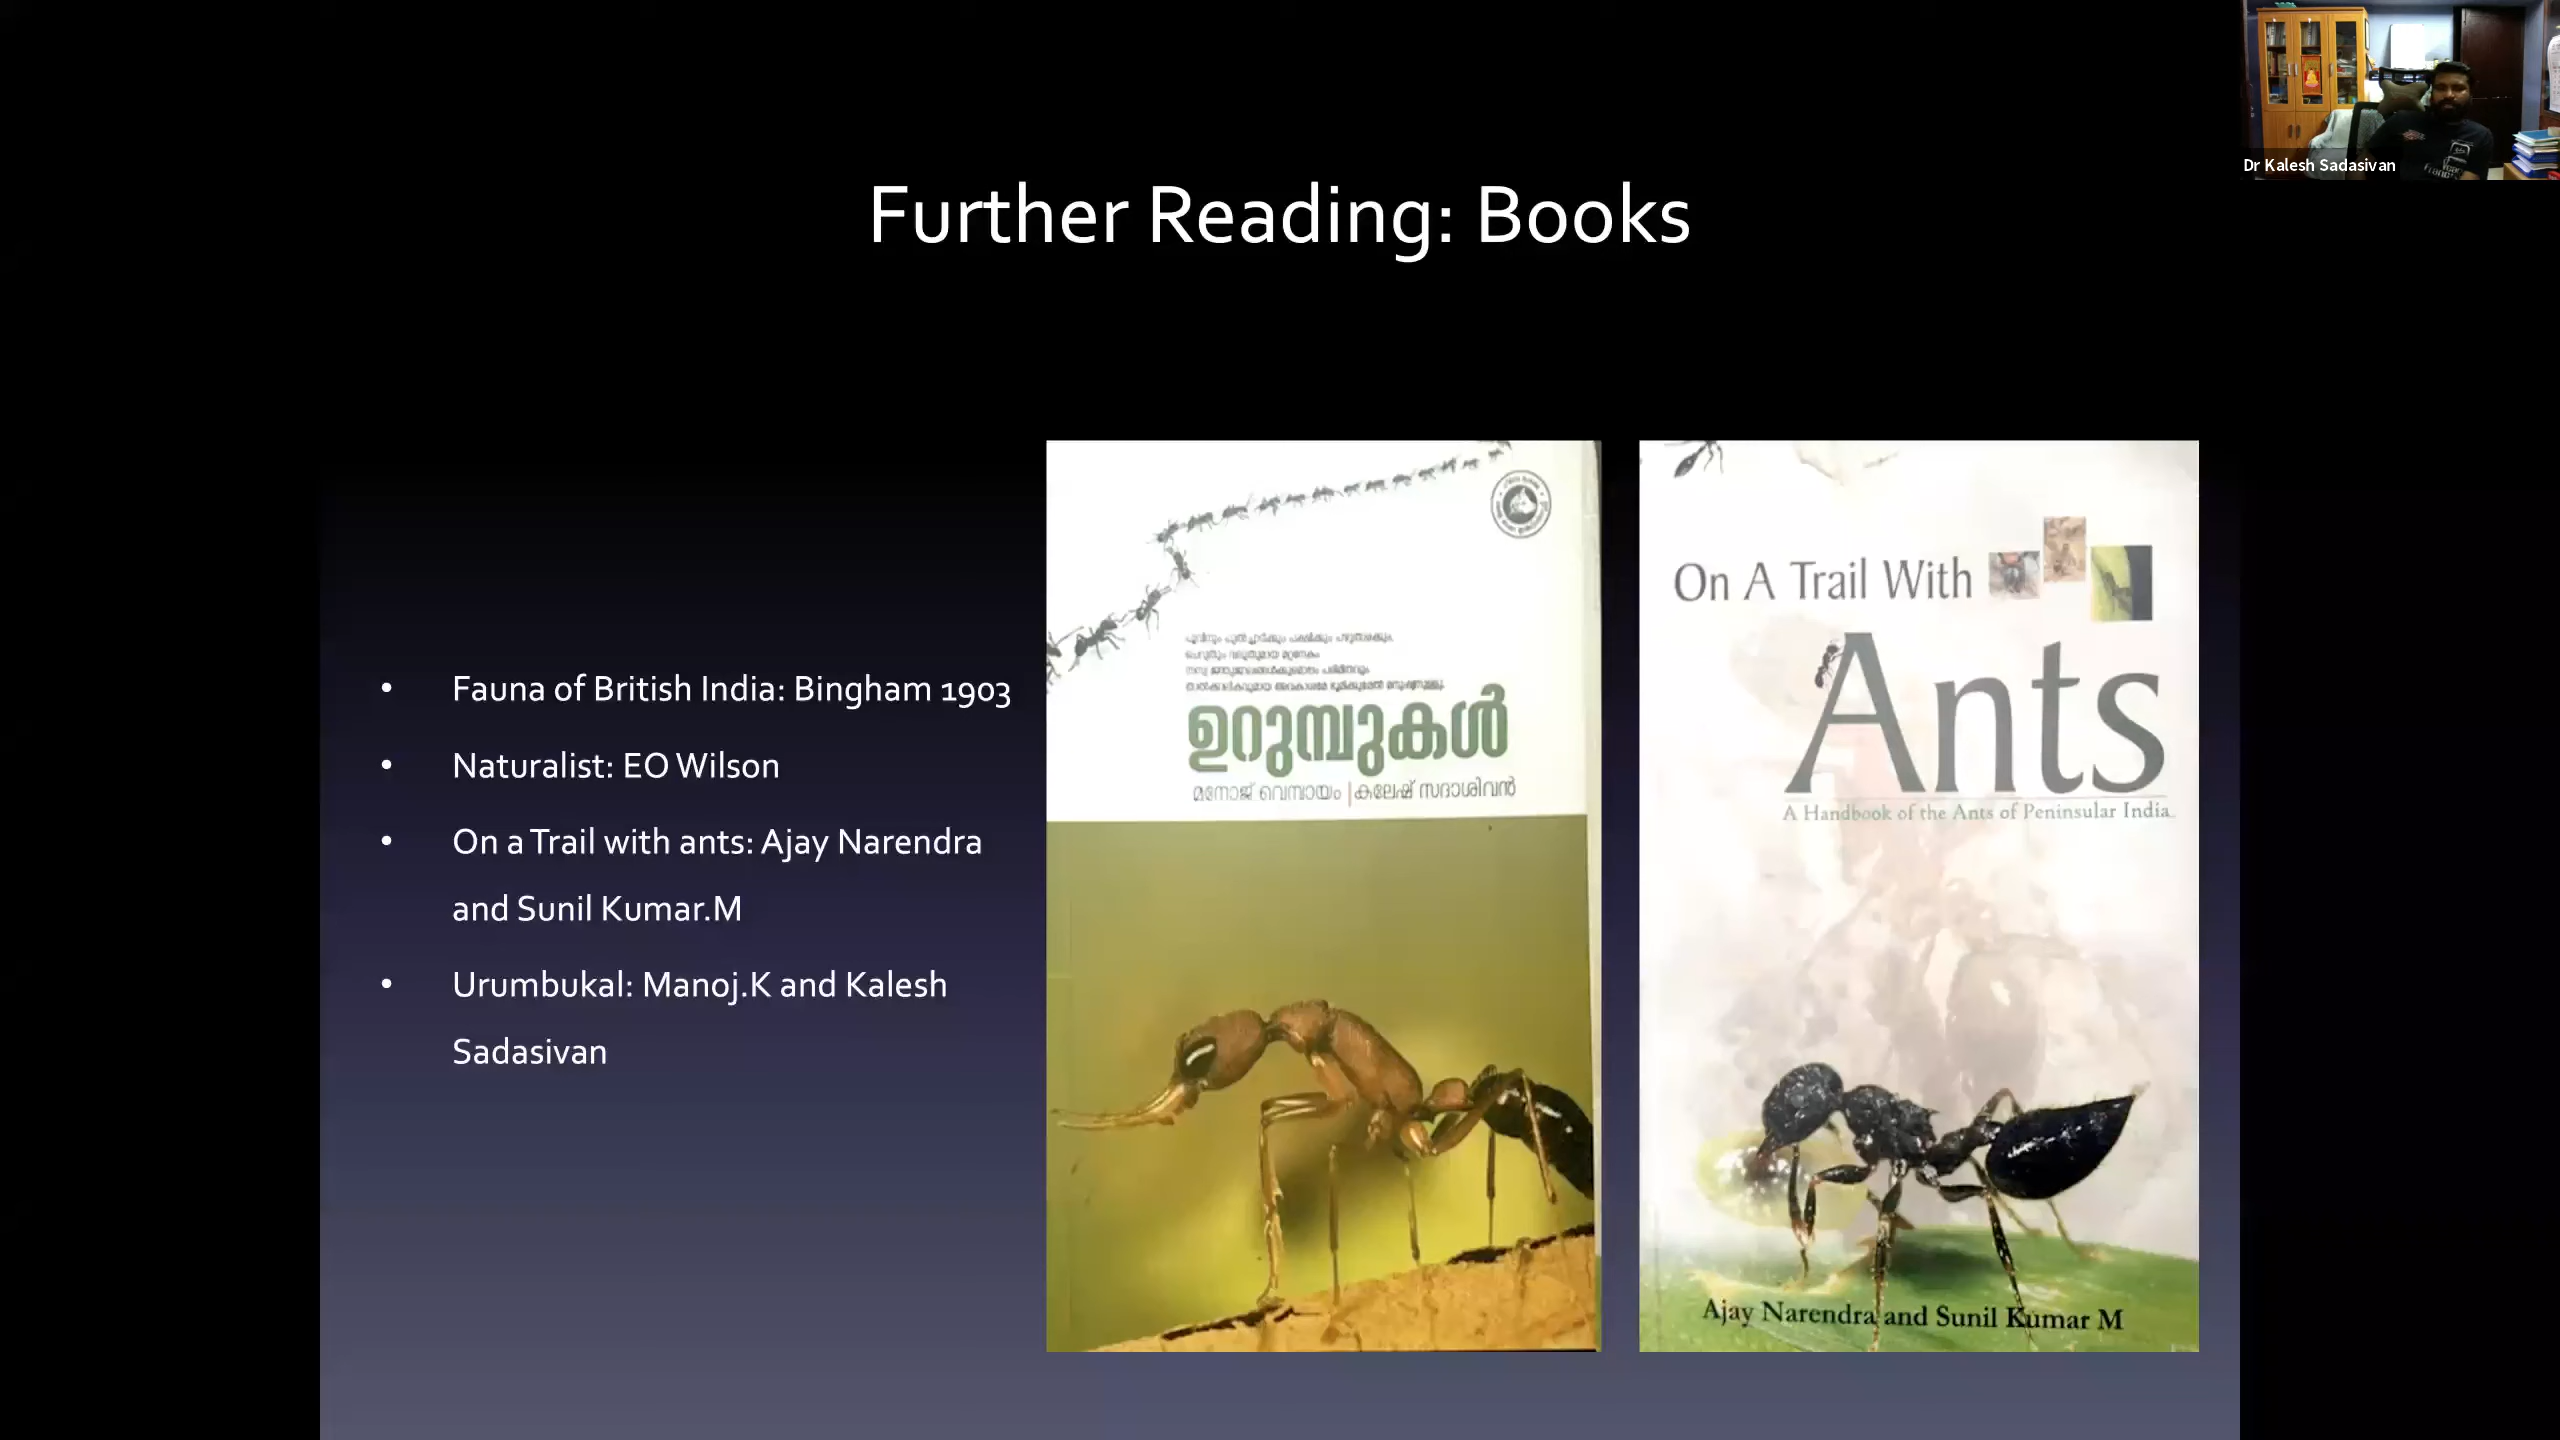 Dr Kalesh Sadasivan
Further Reading: Books
• Fauna of British India: Bingham 1903
• Naturalist: EO Wilson
• On a Trail with ants: Ajay Narendra
and Sunil Kumar.M
• Urumbukal: Manoj.K and Kalesh
Sadasivan
ഉറുമ്പുകൾ
മനോജ് വെമ്പായം | കലേഷ് സദാശിവൻ
On A Trail With
Ants
A Handbook of the Ants of Peninsular India.
Ajay Narendra and Sunil Kumar M